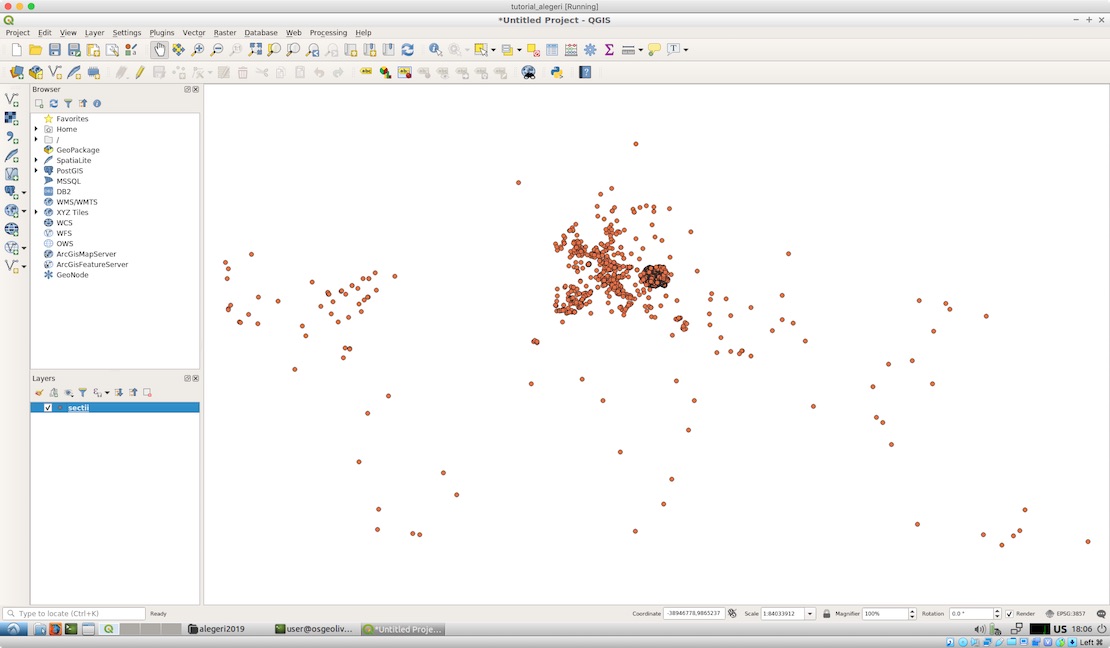 tutorial_alegeri [Running]
*Untitled Project - QGIS
Project Edit View Layer Settings Plugins Vector Raster Database Web Processing Help
Browser
Favorites
Home
/
GeoPackage
SpatiaLite
PostGIS
MSSQL
DB2
WMS/WMTS
XYZ Tiles
WCS
WFS
OWS
ArcGisMapServer
ArcGisFeatureServer
GeoNode
Layers
sectii
Type to locate (Ctrl+K) Ready Coordinate -38946778,9865237 Scale 1:84033912 Magnifier 100% Rotation 0.0 ° Render EPSG:3857
alegeri2019 user@osgeoliv... *Untitled Proje... US 18:06
Left ⌘